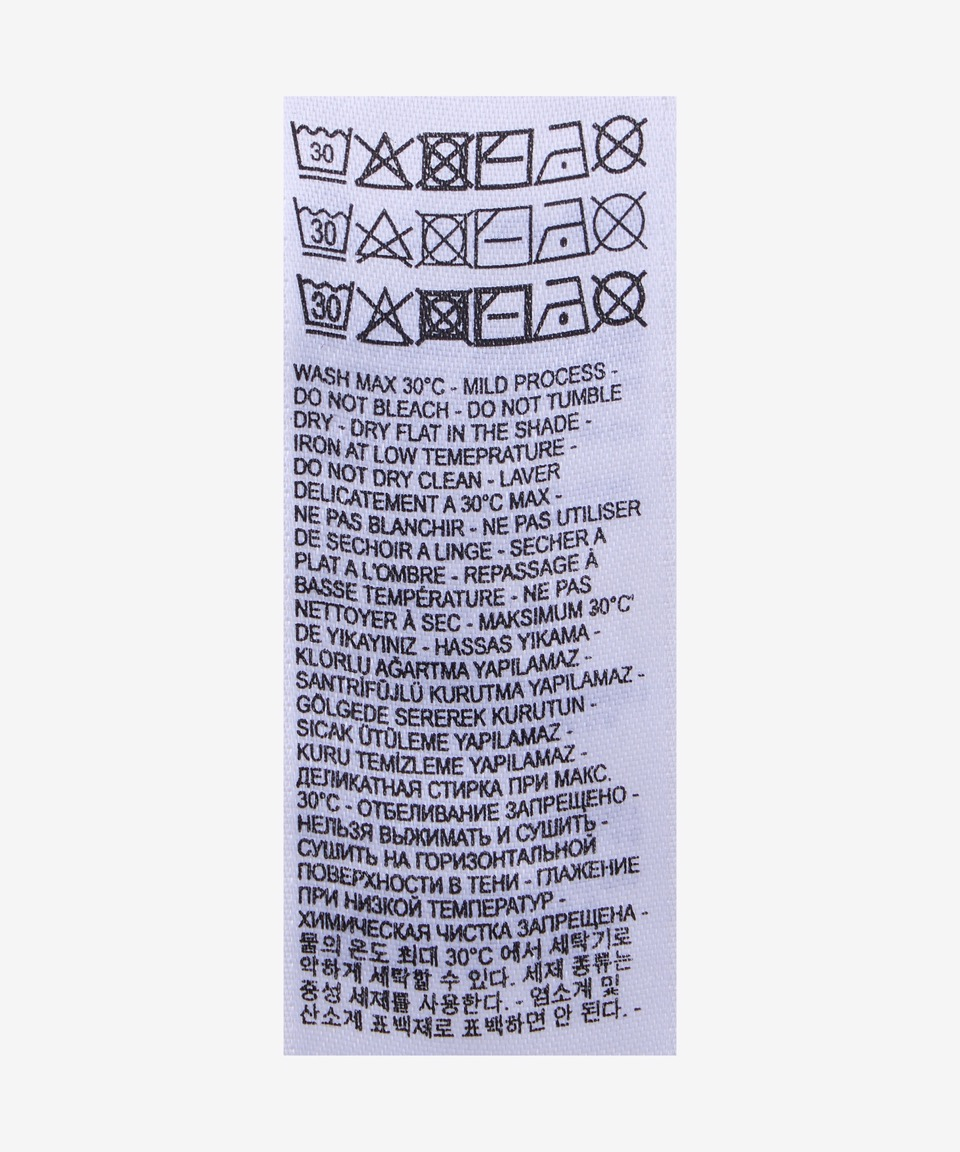 30
30
30
WASH MAX 30°C - MILD PROCESS -
DO NOT BLEACH - DO NOT TUMBLE
DRY - DRY FLAT IN THE SHADE -
IRON AT LOW TEMEPRATURE -
DO NOT DRY CLEAN - LAVER
DELICATEMENT A 30°C MAX -
NE PAS BLANCHIR - NE PAS UTILISER
DE SECHOIR A LINGE - SECHER A
PLAT A L'OMBRE - REPASSAGE À
BASSE TEMPÉRATURE - NE PAS
NETTOYER À SEC - MAKSIMUM 30°C'
DE YIKAYINIZ - HASSAS YIKAMA -
KLORLU AĞARTMA YAPILAMAZ -
SANTRİFÜJLÜ KURUTMA YAPILAMAZ -
GÖLGEDE SEREREK KURUTUN -
SICAK ÜTÜLEME YAPILAMAZ -
KURU TEMİZLEME YAPILAMAZ -
ДЕЛИКАТНАЯ СТИРКА ПРИ МАКС.
30°C - ОТБЕЛИВАНИЕ ЗАПРЕЩЕНО -
НЕЛЬЗЯ ВЫЖИМАТЬ И СУШИТЬ -
СУШИТЬ НА ГОРИЗОНТАЛЬНОЙ
ПОВЕРХНОСТИ В ТЕНИ - ГЛАЖЕНИЕ
ПРИ НИЗКОЙ ТЕМПЕРАТУР -
ХИМИЧЕСКАЯ ЧИСТКА ЗАПРЕЩЕНА -
물의 온도 최대 30°C 에서 세탁기로
약하게 세탁할 수 있다. 세제 종류는
중성 세제를 사용한다. - 염소계 및
산소계 표백제로 표백하면 안 된다. -